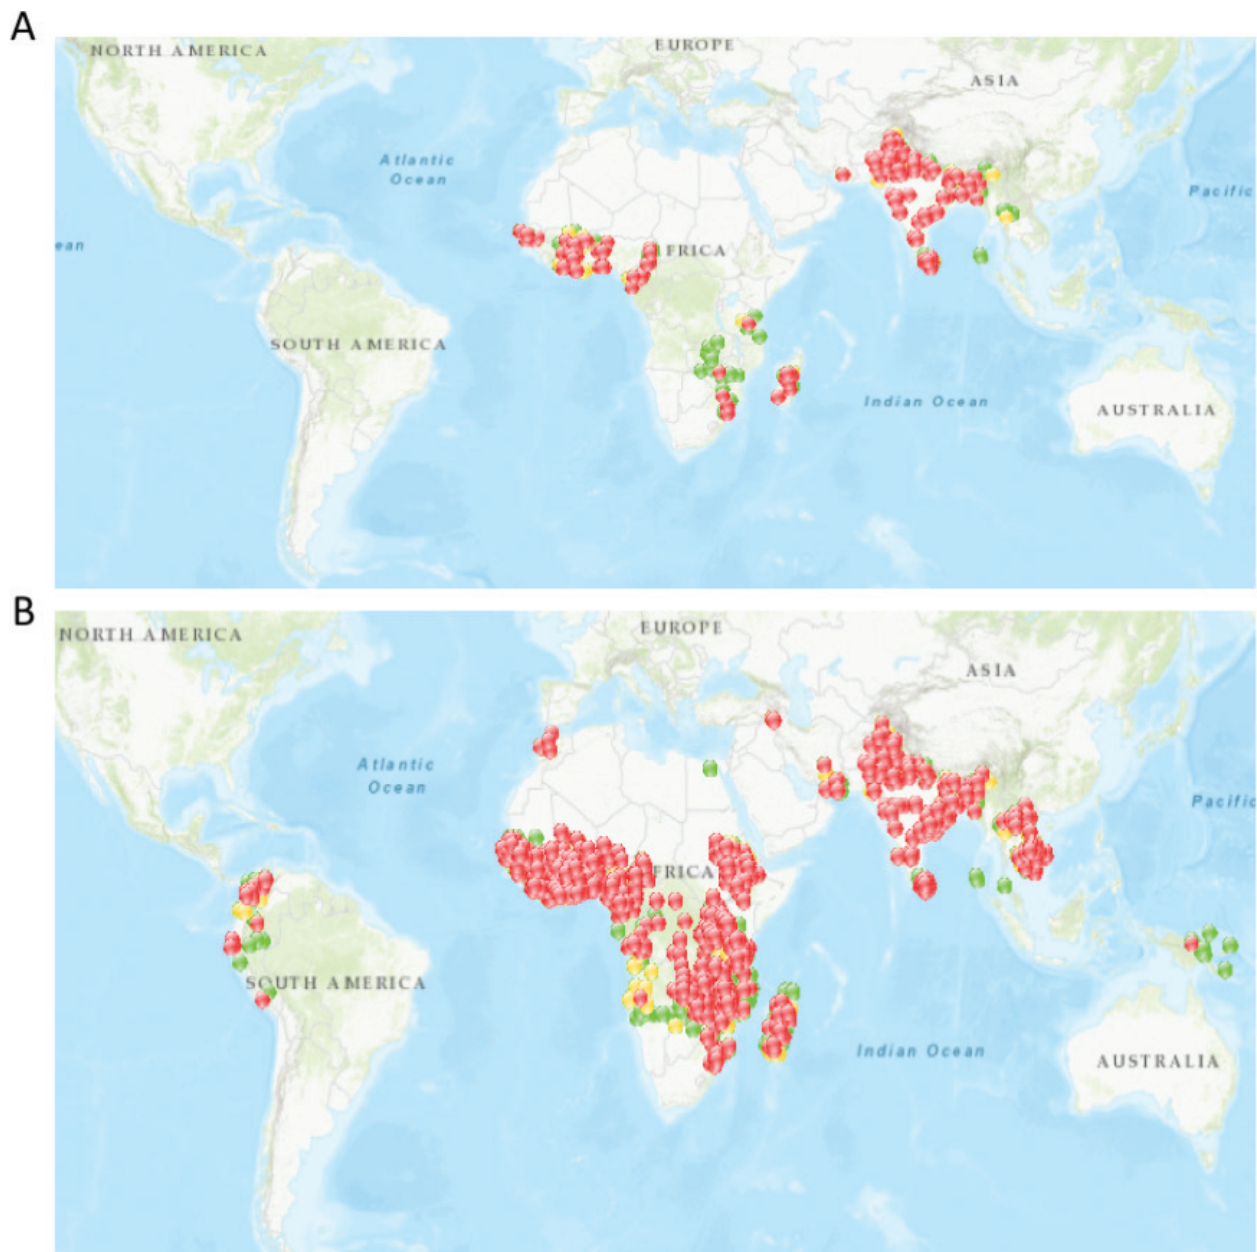 A
NORTH AMERICA
EUROPE
ASIA
Atlantic
Ocean
Pacific
ean
FRICA
SOUTH AMERICA
Indian Ocean
AUSTRALIA
B
NORTH AMERICA
EUROPE
ASIA
Atlantic
Ocean
Pacific
FRICA
SOUTH AMERICA
Indian Ocean
AUSTRALIA